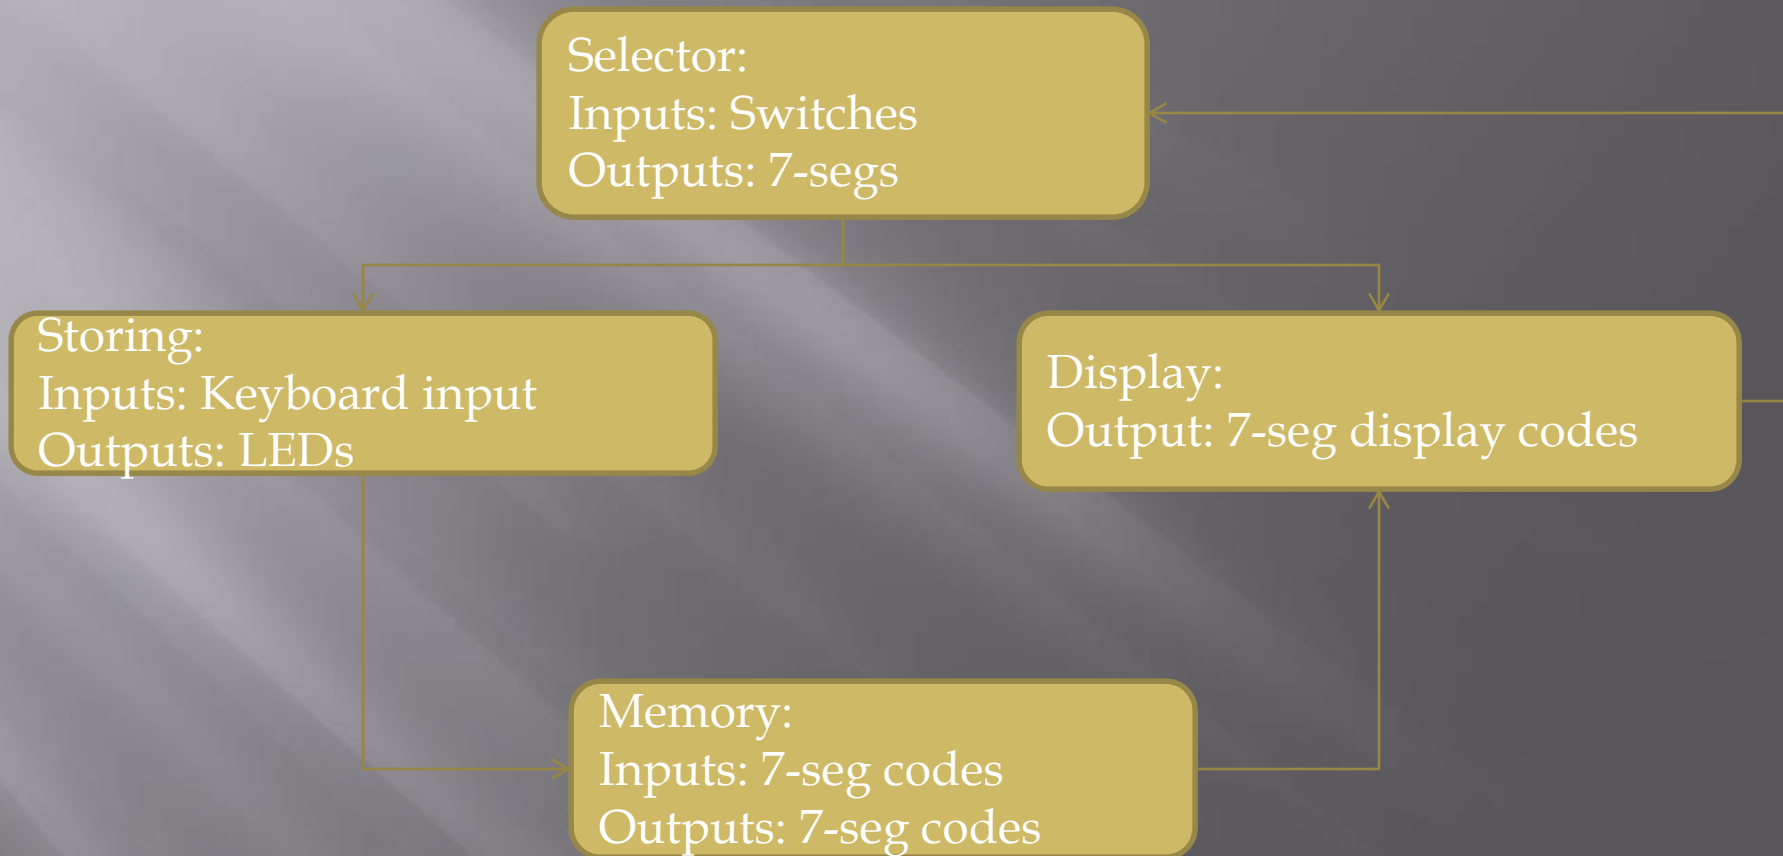 Selector:
Inputs: Switches
Outputs: 7-segs
Storing:
Inputs: Keyboard input
Outputs: LEDs
Display:
Output: 7-seg display codes
Memory:
Inputs: 7-seg codes
Outputs: 7-seg codes